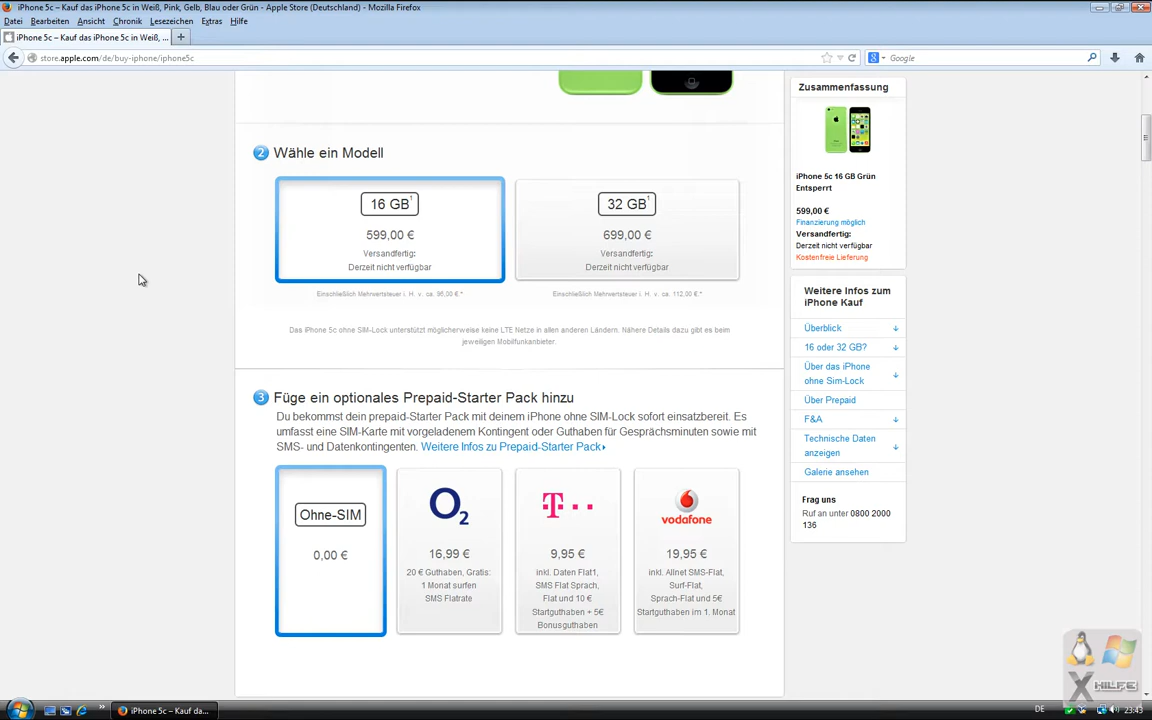 iPhone 5c – Kauf das iPhone 5c in Weiß, Pink, Gelb, Blau oder Grün - Apple Store (Deutschland) - Mozilla Firefox
Datei Bearbeiten Ansicht Chronik Lesezeichen Extras Hilfe
iPhone 5c – Kauf das iPhone 5c in Weiß, ...
store.apple.com/de/buy-iphone/iphone5c
Google
2 Wähle ein Modell
16 GB¹
599,00 €
Versandfertig:
Derzeit nicht verfügbar
Einschließlich Mehrwertsteuer i. H. v. ca. 96,00 €.*
32 GB¹
699,00 €
Versandfertig:
Derzeit nicht verfügbar
Einschließlich Mehrwertsteuer i. H. v. ca. 112,00 €.*
Das iPhone 5c ohne SIM-Lock unterstützt möglicherweise keine LTE Netze in allen anderen Ländern. Nähere Details dazu gibt es beim
jeweiligen Mobilfunkanbieter.
3 Füge ein optionales Prepaid-Starter Pack hinzu
Du bekommst dein prepaid-Starter Pack mit deinem iPhone ohne SIM-Lock sofort einsatzbereit. Es
umfasst eine SIM-Karte mit vorgeladenem Kontingent oder Guthaben für Gesprächsminuten sowie mit
SMS- und Datenkontingenten. Weitere Infos zu Prepaid-Starter Pack
Ohne-SIM
0,00 €
O2
16,99 €
20 € Guthaben, Gratis:
1 Monat surfen
SMS Flatrate
T
9,95 €
inkl. Daten Flat1,
SMS Flat Sprach,
Flat und 10 €
Startguthaben + 5€
Bonusguthaben
vodafone
19,95 €
inkl. Allnet SMS-Flat,
Surf-Flat,
Sprach-Flat und 5€
Startguthaben im 1. Monat
Zusammenfassung
iPhone 5c 16 GB Grün
Entsperrt
599,00 €
Finanzierung möglich
Versandfertig:
Derzeit nicht verfügbar
Kostenfreie Lieferung
Weitere Infos zum
iPhone Kauf
Überblick
16 oder 32 GB?
Über das iPhone
ohne Sim-Lock
Über Prepaid
F&A
Technische Daten
anzeigen
Galerie ansehen
Frag uns
Ruf an unter 0800 2000
136
X HILFE
iPhone 5c – Kauf da...
DE
23:43